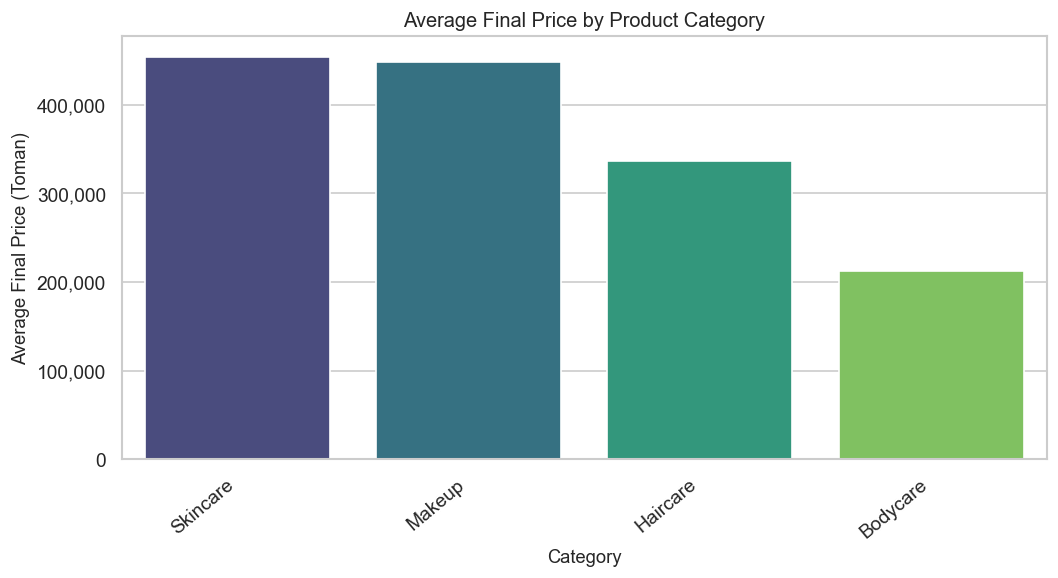 Average Final Price by Product Category
Average Final Price (Toman)
400,000
300,000
200,000
100,000
0
Skincare
Makeup
Haircare
Bodycare
Category